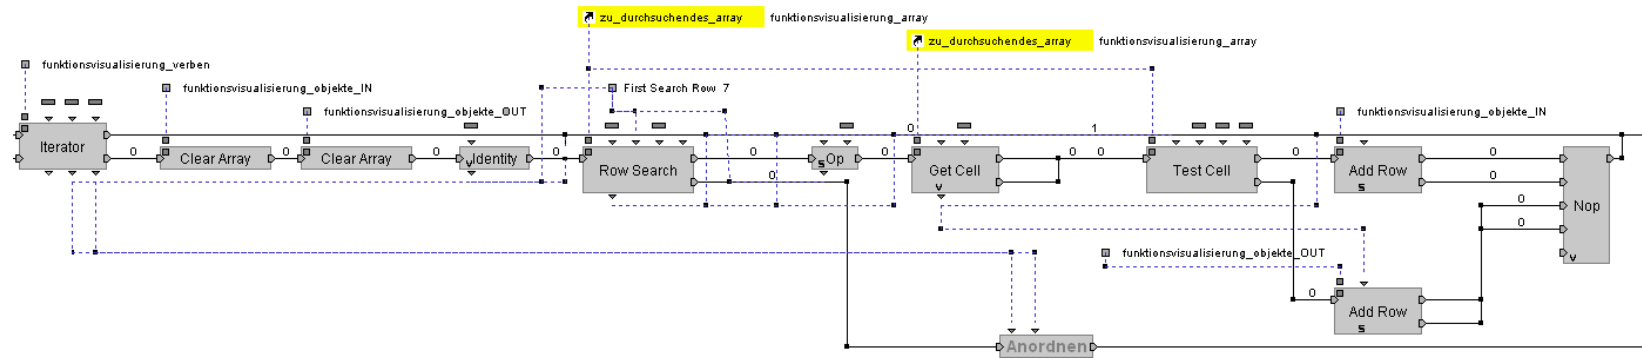 zu_durchsuchendes_array funktionsvisualisierung_array
zu_durchsuchendes_array funktionsvisualisierung_array
funktionsvisualisierung_verben
funktionsvisualisierung_objekte_IN
First Search Row 7
funktionsvisualisierung_objekte_OUT
funktionsvisualisierung_objekte_IN
0 1
Iterator
0
Clear Array
0
Clear Array
0
Identity
0
Row Search
0
0
Op
0
Get Cell
0 0
Test Cell
0
Add Row
0
0
Nop
0
0
funktionsvisualisierung_objekte_OUT
0
Add Row
Anordnen